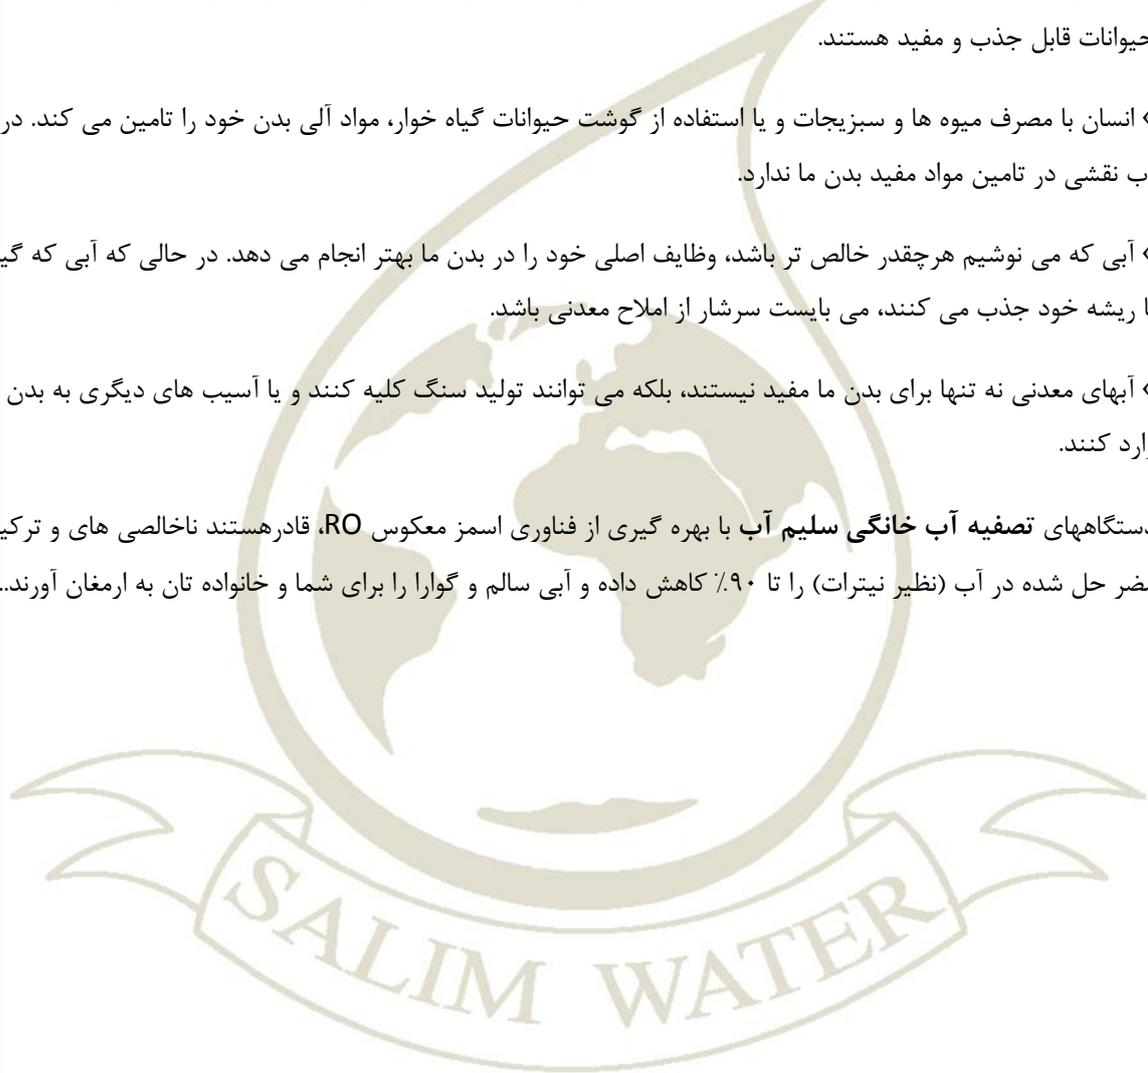 حیوانات قابل جذب و مفید هستند.
انسان با مصرف میوه ها و سبزیجات و یا استفاده از گوشت حیوانات گیاه خوار، مواد آلی بدن خود را تامین می کند. در
نقشی در تامین مواد مفید بدن ما ندارد.
آبی که می نوشیم هرچقدر خالص تر باشد، وظایف اصلی خود را در بدن ما بهتر انجام می دهد. در حالی که آبی که
ریشه خود جذب می کنند، می بایست سرشار از املاح معدنی باشد.
آبهای معدنی نه تنها برای بدن ما مفید نیستند، بلکه می توانند تولید سنگ کلیه کنند و یا آسیب های دیگری به بدن
کنند.
دستگاههای تصفیه آب خانگی سلیم آب با بهره گیری از فناوری اسمز معکوس RO، قادرهستند ناخالصی های و
حل شده در آب (نظیر نیترات) را تا ۹۰٪ کاهش داده و آبی سالم و گوارا را برای شما و خانواده تان به ارمغان آورند..
SALIM WATER